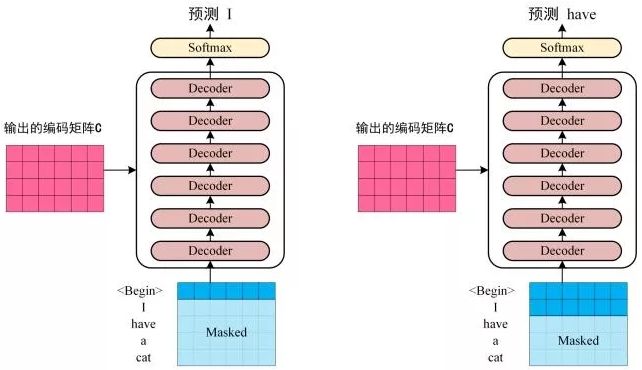 预测 I
Softmax
Decoder
Decoder
Decoder
Decoder
Decoder
Decoder
输出的编码矩阵C
<Begin>
I
have
a
cat
Masked
预测 have
Softmax
Decoder
Decoder
Decoder
Decoder
Decoder
Decoder
输出的编码矩阵C
<Begin>
I
have
a
cat
Masked